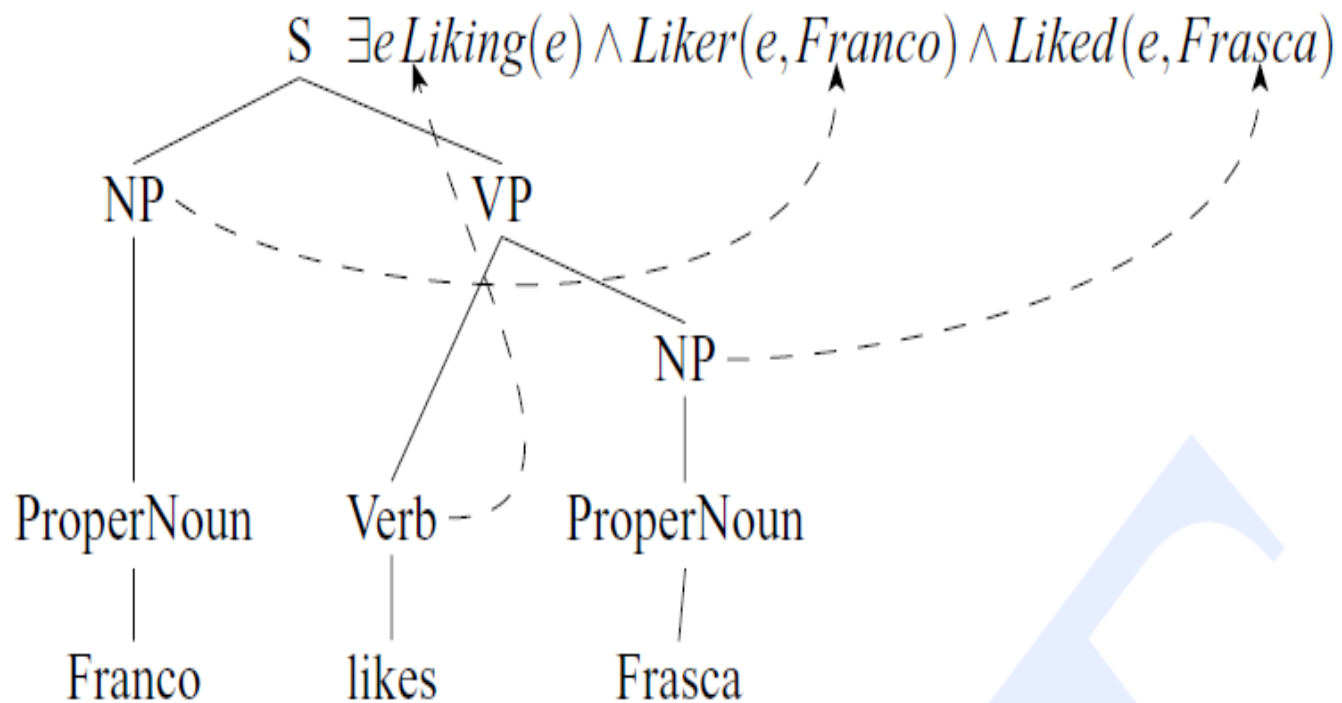 S ∃e Liking(e) ∧ Liker(e, Franco) ∧ Liked(e, Frasca)
NP VP
NP
ProperNoun Verb ProperNoun
Franco likes Frasca